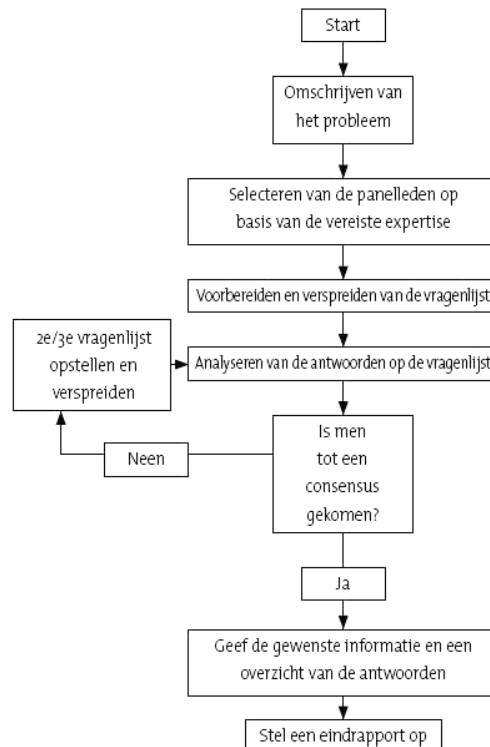 Start
Omschrijven van
het probleem
Selecteren van de panelleden op
basis van de vereiste expertise
Voorbereiden en verspreiden van de vragenlijst
2e/3e vragenlijst
opstellen en
verspreiden
Analyseren van de antwoorden op de vragenlijst
Is men
tot een
consensus
gekomen?
Neen
Ja
Geef de gewenste informatie en een
overzicht van de antwoorden
Stel een eindrapport op